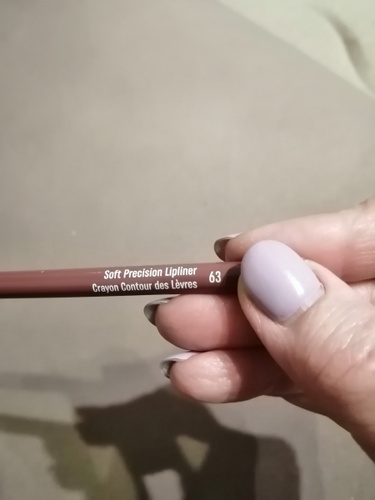 Soft Precision Lipliner
Crayon Contour des Lèvres 63